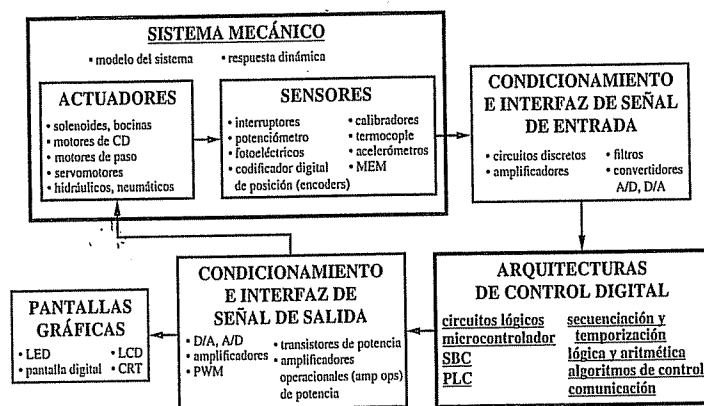 SISTEMA MECÁNICO
• modelo del sistema • respuesta dinámica
ACTUADORES
• solenoides, bocinas
• motores de CD
• motores de paso
• servomotores
• hidráulicos, neumáticos
SENSORES
• interruptores
• potenciómetro
• fotoeléctricos
• codificador digital
de posición (encoders)
• calibradores
• termocople
• acelerómetros
• MEM
CONDICIONAMIENTO
E INTERFAZ DE SEÑAL
DE ENTRADA
• circuitos discretos
• amplificadores
• filtros
• convertidores
A/D, D/A
ARQUITECTURAS
DE CONTROL DIGITAL
circuitos lógicos
microcontrolador
SBC
PLC
secuenciación y
temporización
lógica y aritmética
algoritmos de control
comunicación
CONDICIONAMIENTO
E INTERFAZ DE
SEÑAL DE SALIDA
• D/A, A/D
• amplificadores
• PWM
• transistores de potencia
• amplificadores
operacionales (amp ops)
de potencia
PANTALLAS
GRÁFICAS
• LED
• pantalla digital
• LCD
• CRT